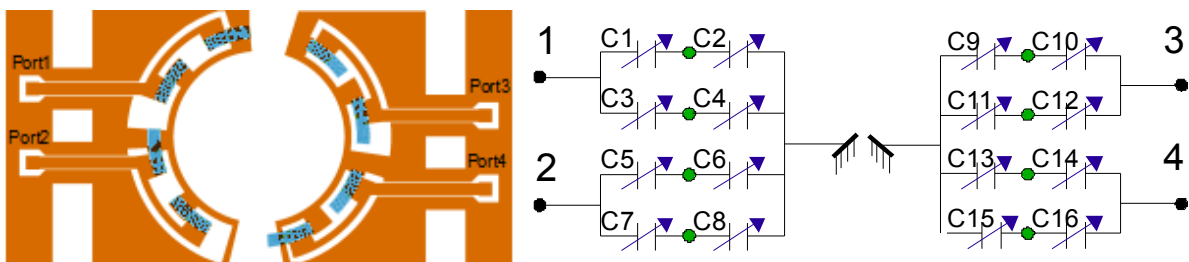 Port1
Port2
Port3
Port4
1
C1 C2
C3 C4
2
C5 C6
C7 C8
C9 C10
3
C11 C12
C13 C14
4
C15 C16